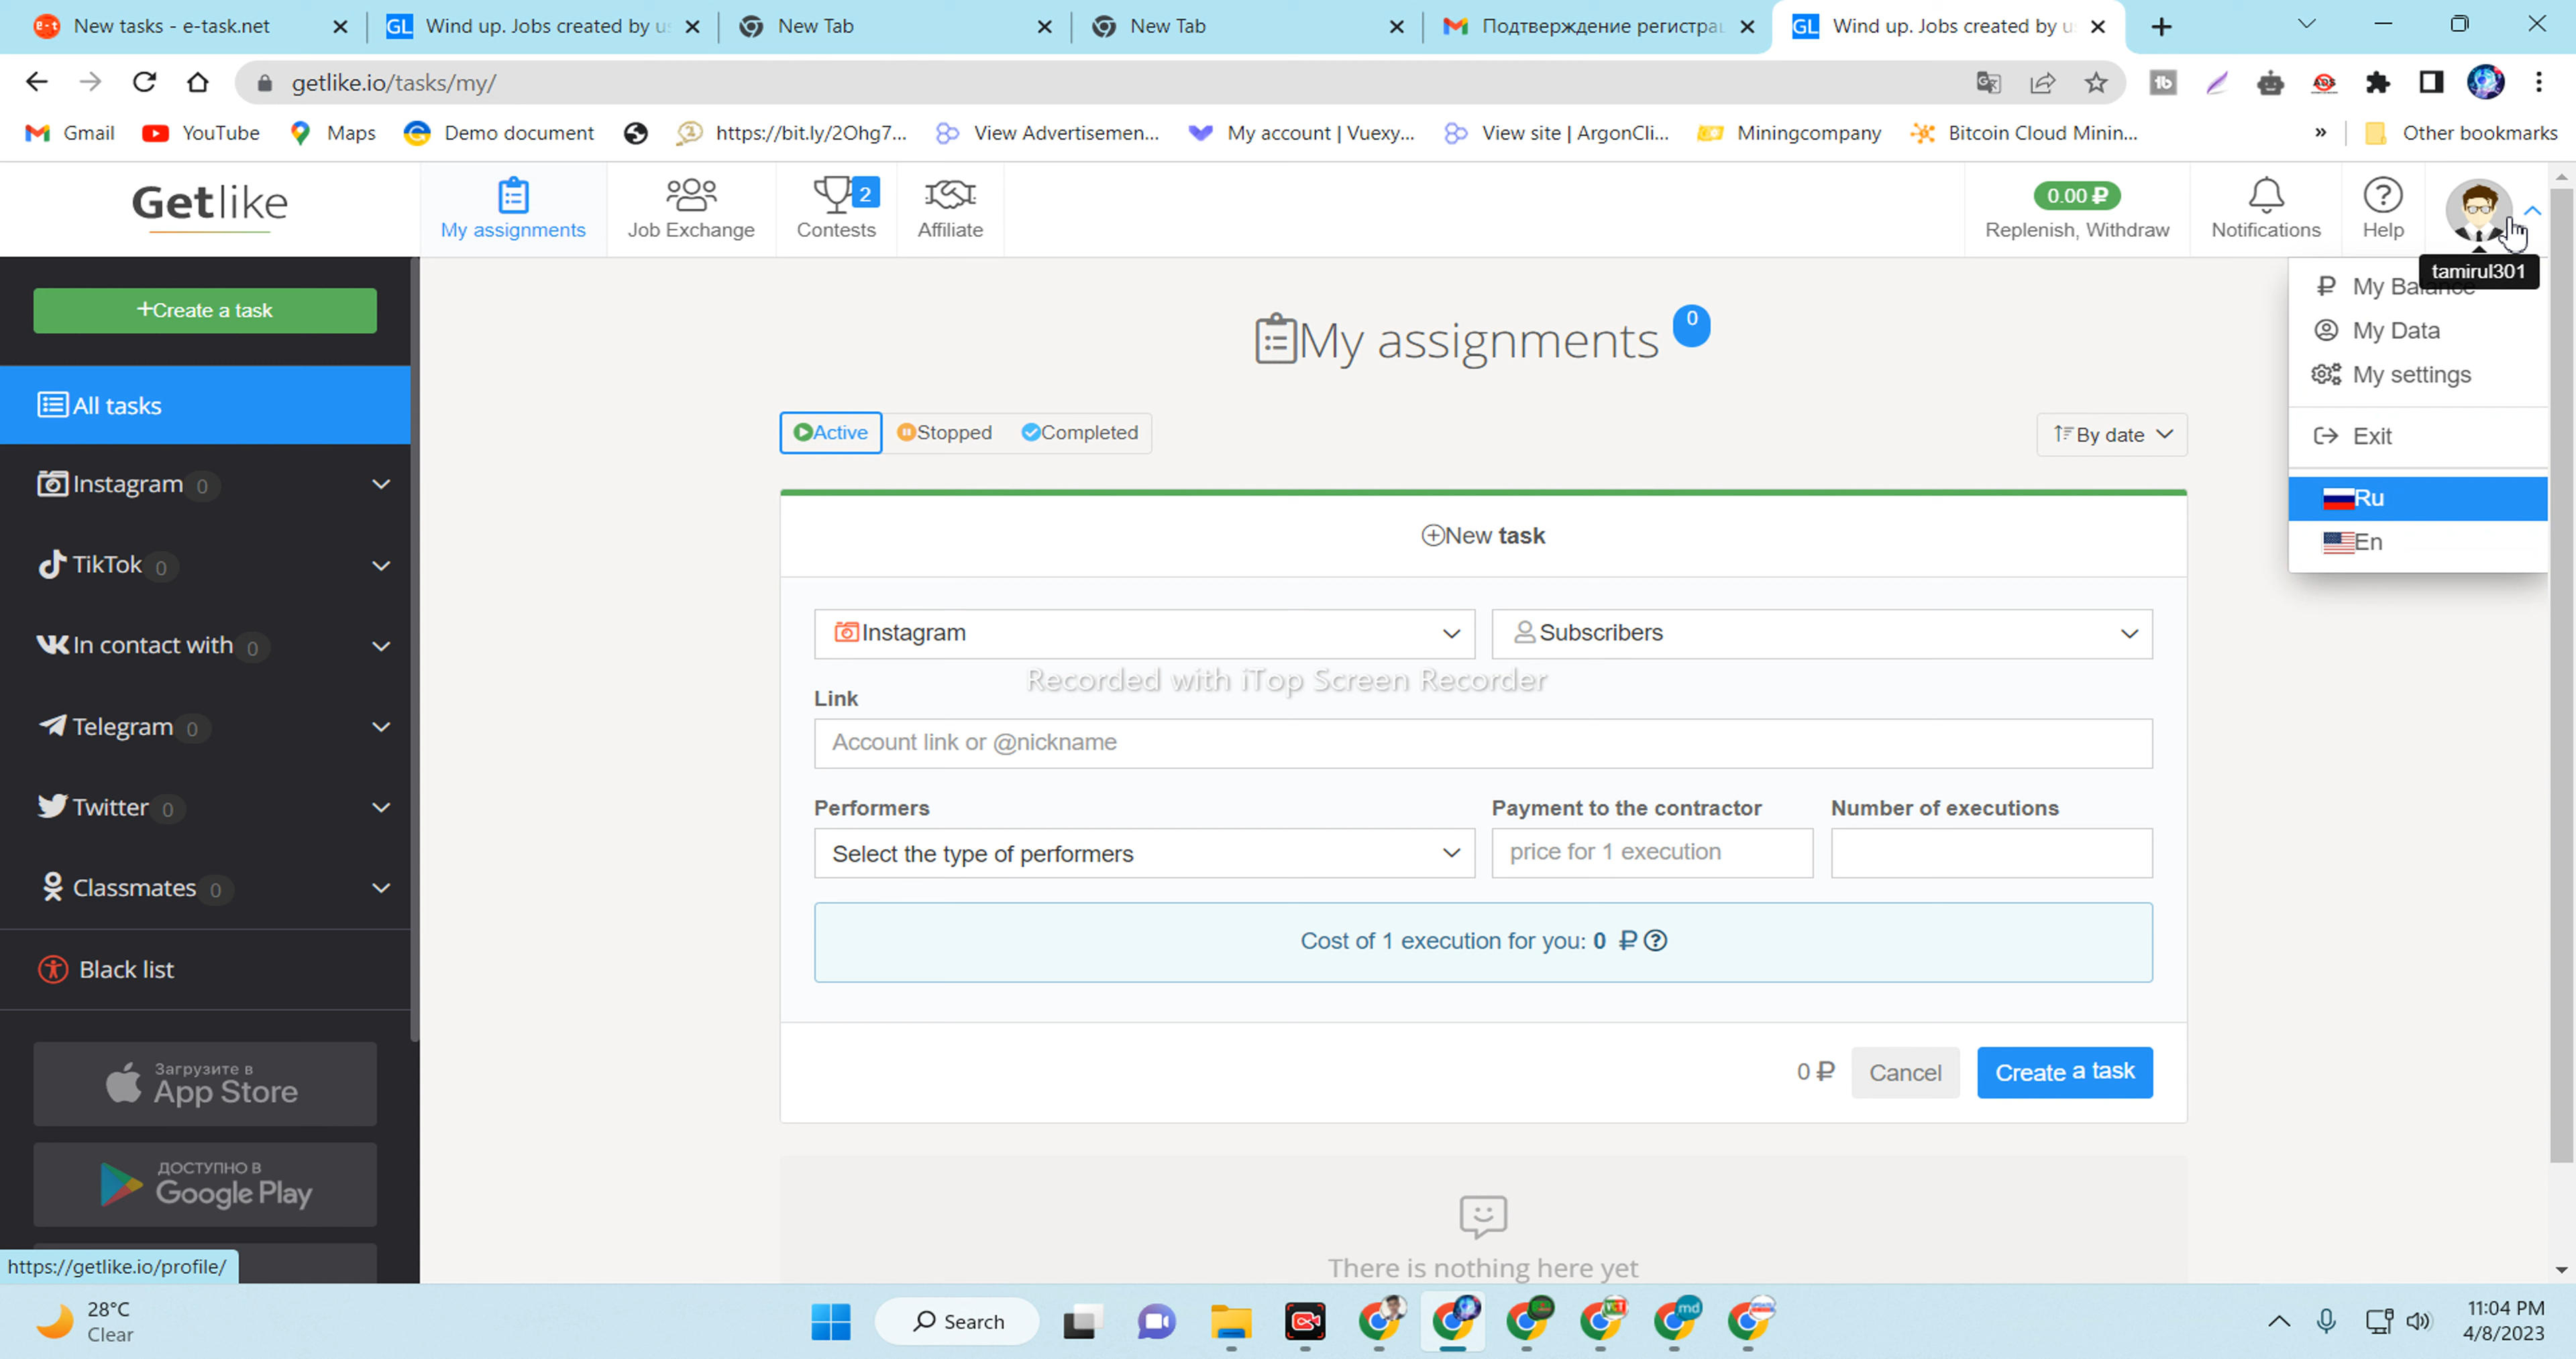 New tasks - e-task.net
Wind up. Jobs created by us
New Tab
New Tab
Подтверждение регистрац
Wind up. Jobs created by us
getlike.io/tasks/my/
Gmail
YouTube
Maps
Demo document
https://bit.ly/2Ohg7...
View Advertisemen...
My account | Vuexy...
View site | ArgonCli...
Miningcompany
Bitcoin Cloud Minin...
»
Other bookmarks
Getlike
My assignments
Job Exchange
2
Contests
Affiliate
0.00 ₽
Replenish, Withdraw
Notifications
Help
tamirul301
My Balance
My Data
My settings
Exit
Ru
En
+Create a task
All tasks
Instagram 0
TikTok 0
In contact with 0
Telegram 0
Twitter 0
Classmates 0
Black list
Загрузите в
App Store
ДОСТУПНО В
Google Play
https://getlike.io/profile/
My assignments 0
Active
Stopped
Completed
By date
New task
Instagram
Subscribers
Recorded with iTop Screen Recorder
Link
Account link or @nickname
Performers
Payment to the contractor
Number of executions
Select the type of performers
price for 1 execution
Cost of 1 execution for you: 0 ₽
0 ₽
Cancel
Create a task
There is nothing here yet
28°C
Clear
Search
11:04 PM
4/8/2023